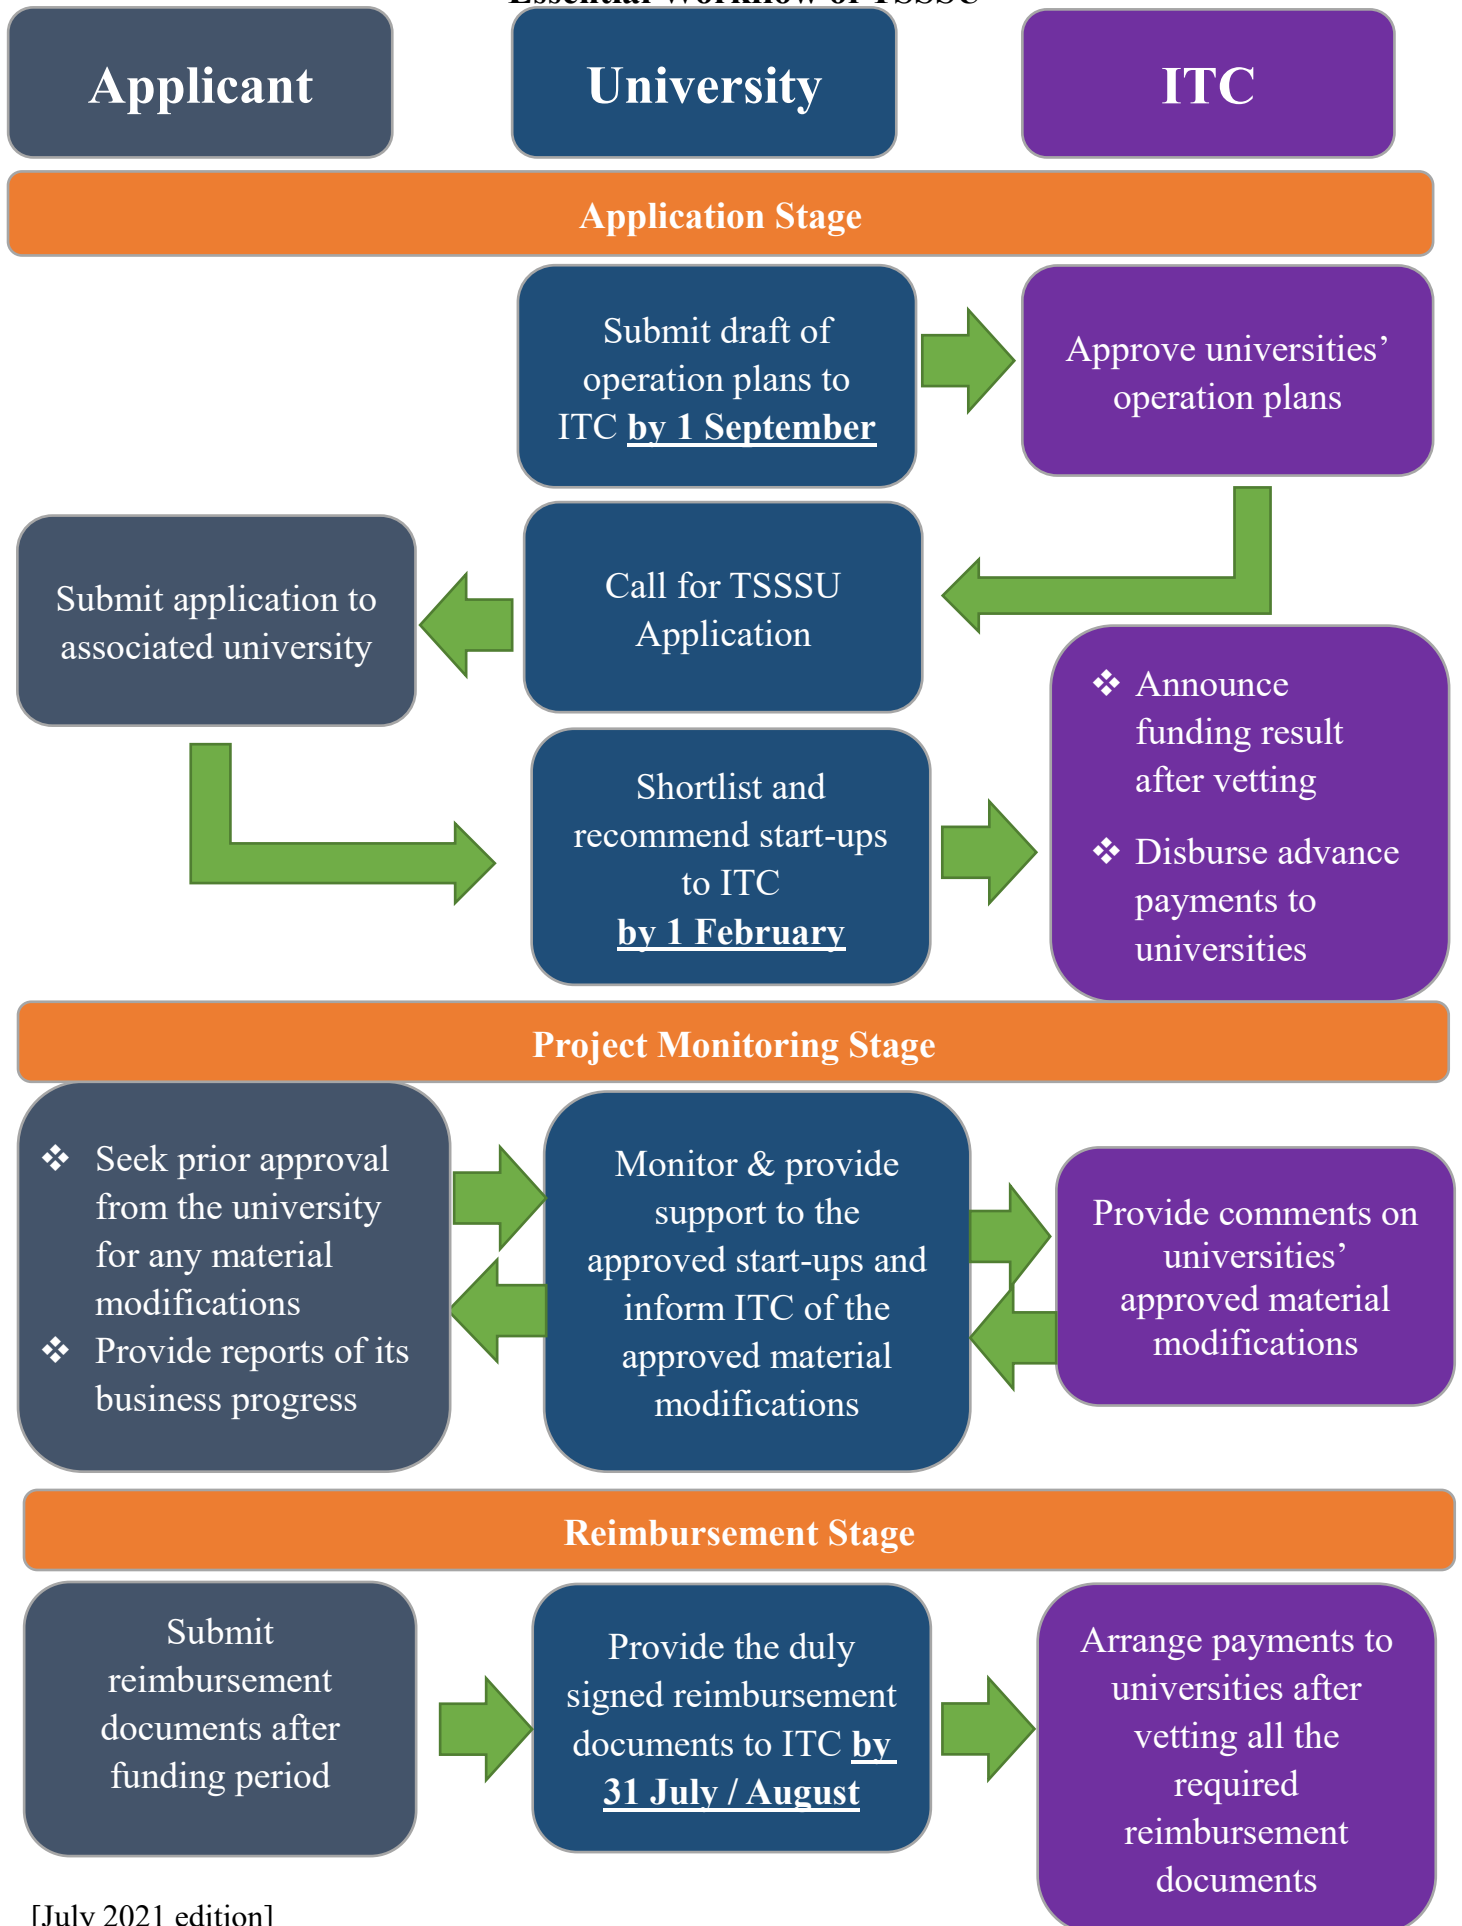 Essential Workflow of TSSSU
Applicant
University
ITC
Application Stage
Submit draft of
operation plans to
ITC by 1 September
Approve universities’
operation plans
Submit application to
associated university
Call for TSSSU
Application
Shortlist and
recommend start-ups
to ITC
by 1 February
❖ Announce
funding result
after vetting
❖ Disburse advance
payments to
universities
Project Monitoring Stage
❖ Seek prior approval
from the university
for any material
modifications
❖ Provide reports of its
business progress
Monitor & provide
support to the
approved start-ups and
inform ITC of the
approved material
modifications
Provide comments on
universities’
approved material
modifications
Reimbursement Stage
Submit
reimbursement
documents after
funding period
Provide the duly
signed reimbursement
documents to ITC by
31 July / August
Arrange payments to
universities after
vetting all the
required
reimbursement
documents
[July 2021 edition]